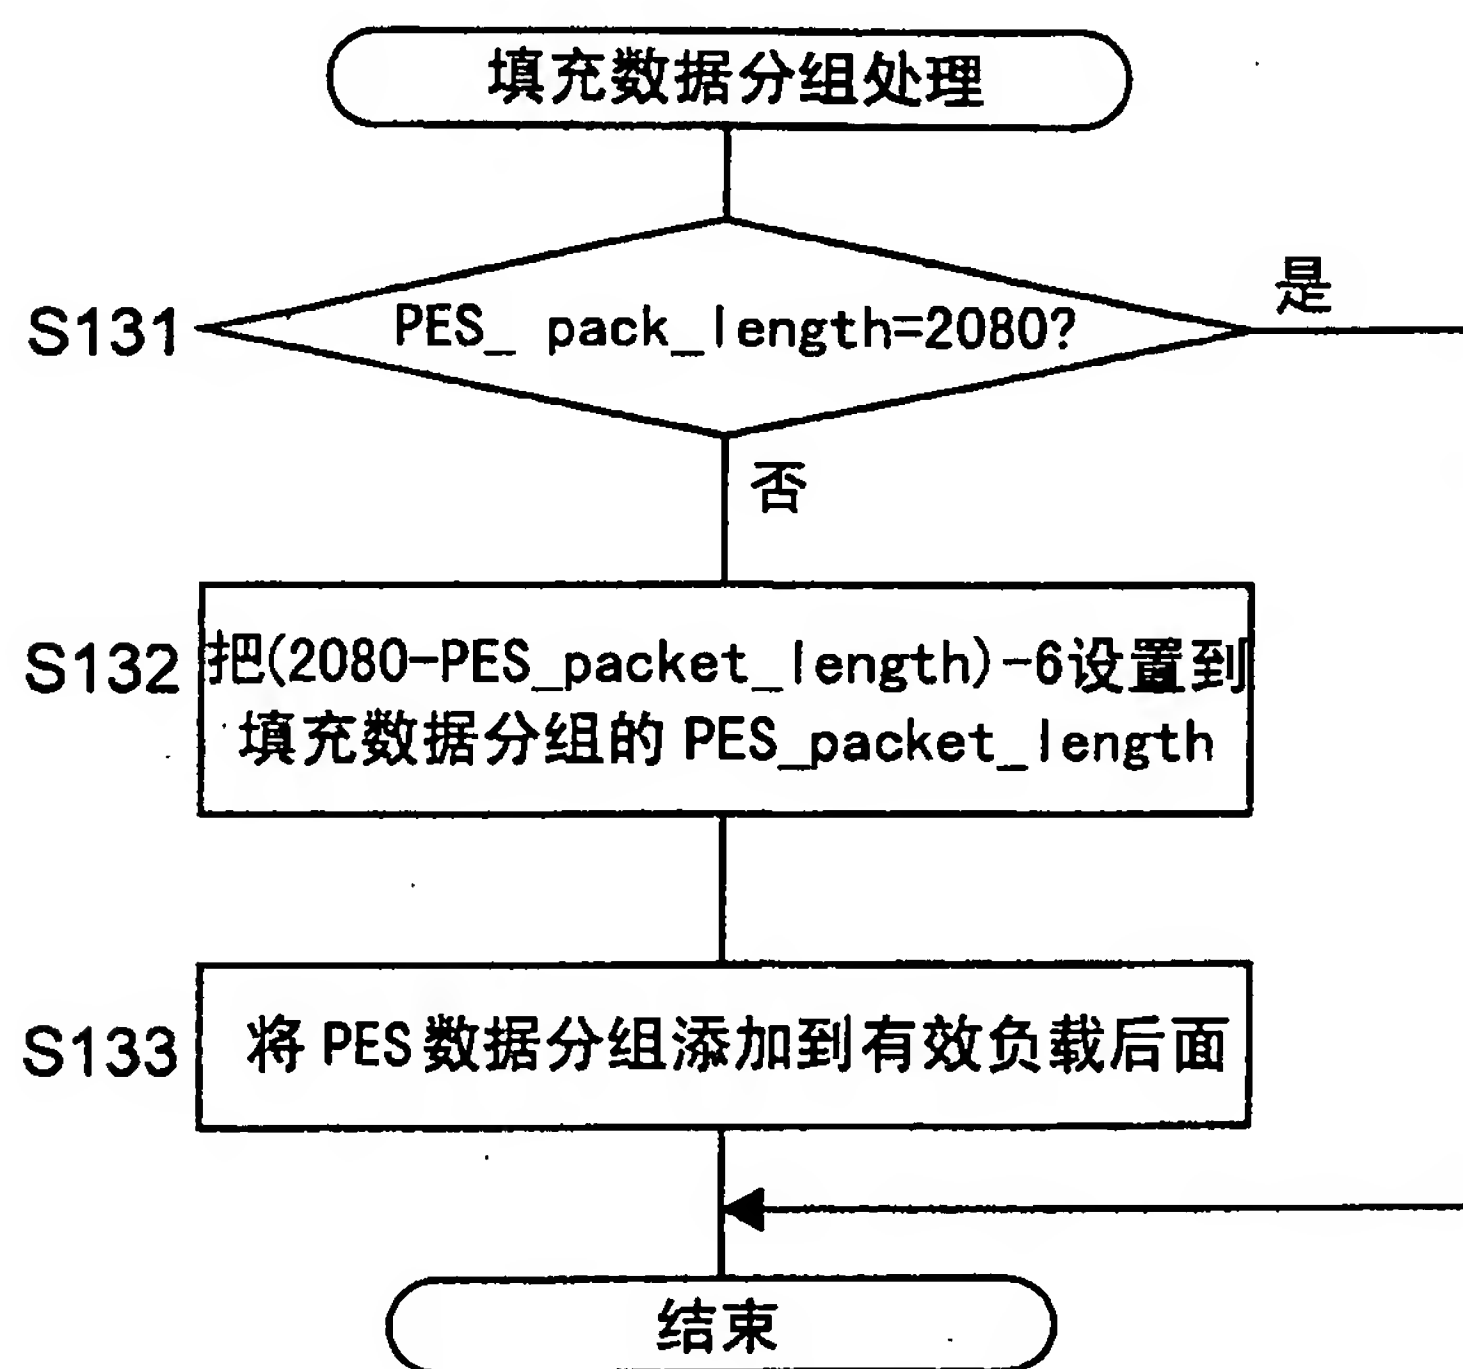 填充数据分组处理
S131
PES_ pack_length=2080?
是
否
S132
把(2080-PES_packet_length)-6设置到
填充数据分组的 PES_packet_length
S133
将 PES 数据分组添加到有效负载后面
结束